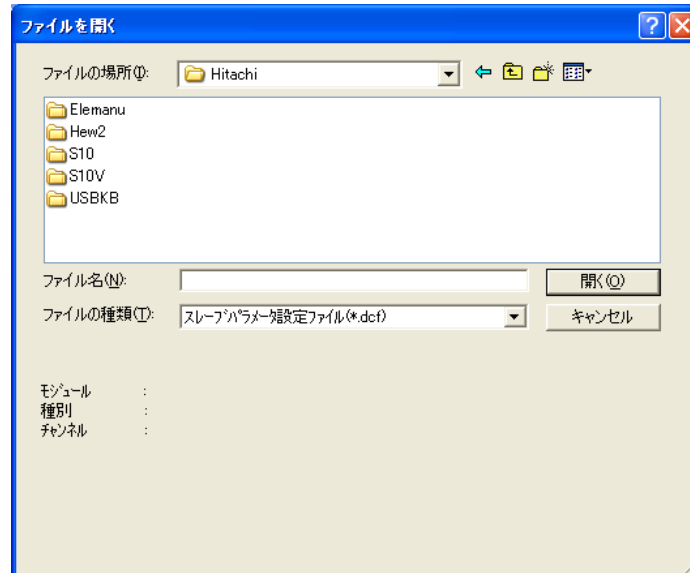 ファイルを開く
ファイルの場所(I): Hitachi
Elemanu
Hew2
S10
S10V
USBKB
ファイル名(N): 開く(O)
ファイルの種類(T): スレーブパラメータ設定ファイル(*.dcf) キャンセル
モジュール :
種別 :
チャンネル :